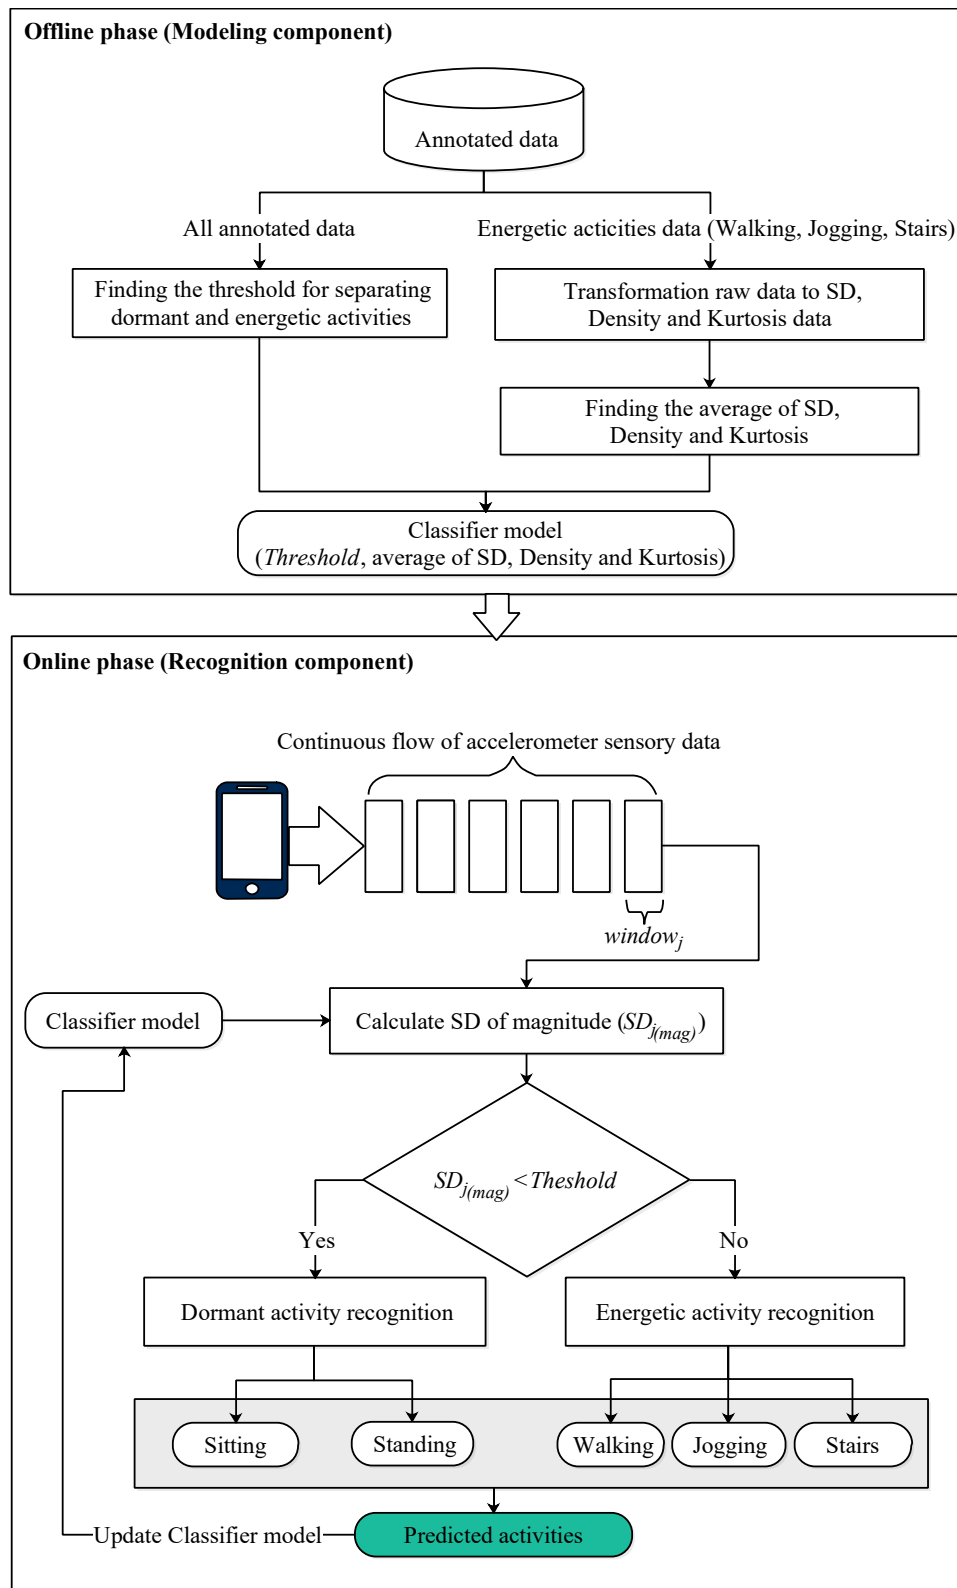 Offline phase (Modeling component)
Annotated data
All annotated data
Energetic acticities data (Walking, Jogging, Stairs)
Finding the threshold for separating
dormant and energetic activities
Transformation raw data to SD,
Density and Kurtosis data
Finding the average of SD,
Density and Kurtosis
Classifier model
(Threshold, average of SD, Density and Kurtosis)
Online phase (Recognition component)
Continuous flow of accelerometer sensory data
window_j
Classifier model
Calculate SD of magnitude (SD_j(mag))
SD_j(mag) < Theshold
Yes
No
Dormant activity recognition
Energetic activity recognition
Sitting
Standing
Walking
Jogging
Stairs
Update Classifier model
Predicted activities